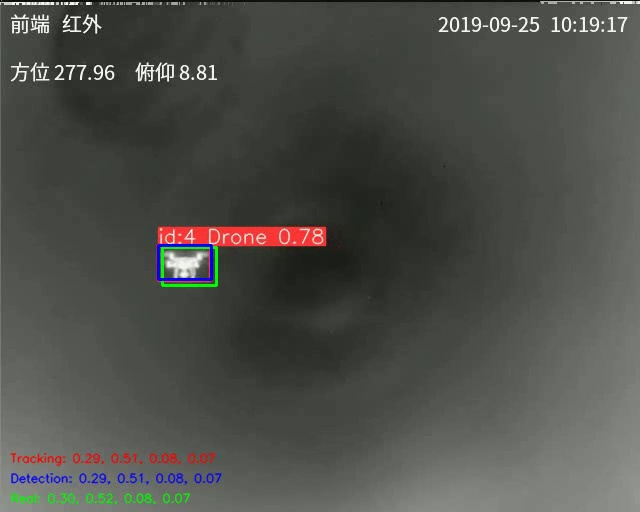 前端 红外 2019-09-25 10:19:17
方位 277.96 俯仰 8.81
id:4 Drone 0.78
Tracking: 0.29, 0.51, 0.08, 0.07
Detection: 0.29, 0.51, 0.08, 0.07
Real: 0.30, 0.52, 0.08, 0.07